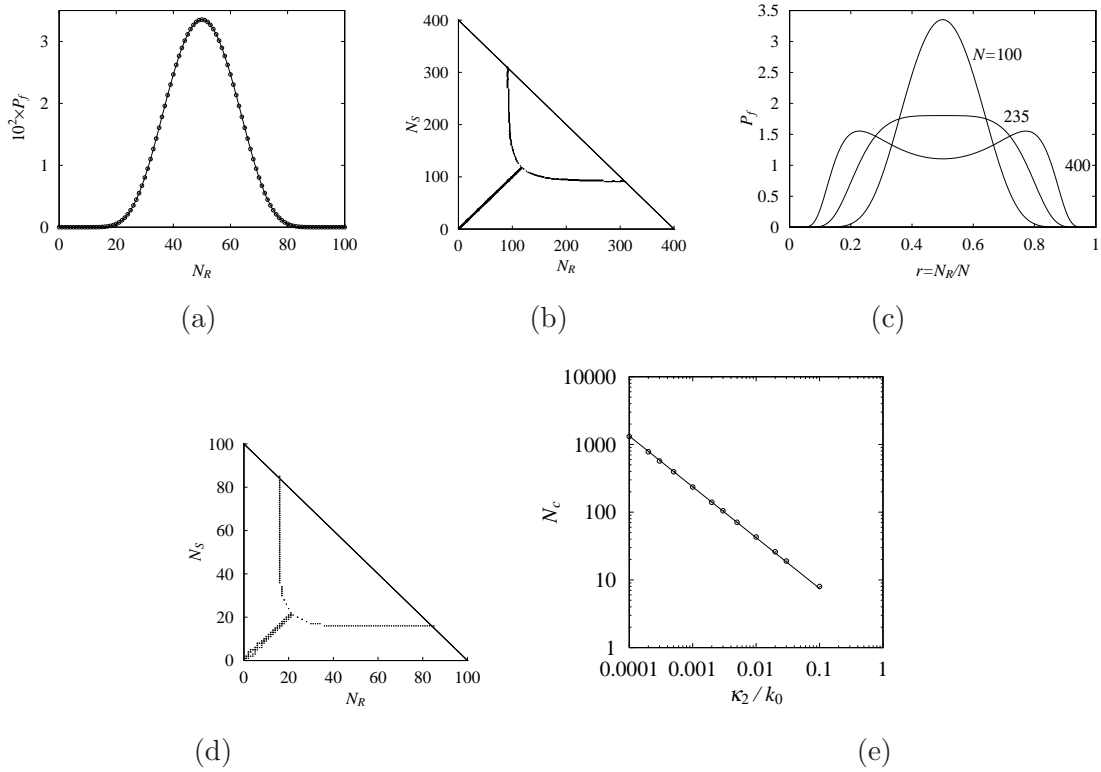 3
2
1
0
10²×P_f
0 20 40 60 80 100
N_R
(a)
400
300
200
100
0
N_S
0 100 200 300 400
N_R
(b)
3.5
3
2.5
2
1.5
1
0.5
0
P_f
N=100
235
400
0 0.2 0.4 0.6 0.8 1
r=N_R/N
(c)
100
80
60
40
20
0
N_S
0 20 40 60 80 100
N_R
(d)
10000
1000
100
10
1
N_c
0.0001 0.001 0.01 0.1 1
κ₂ / k₀
(e)